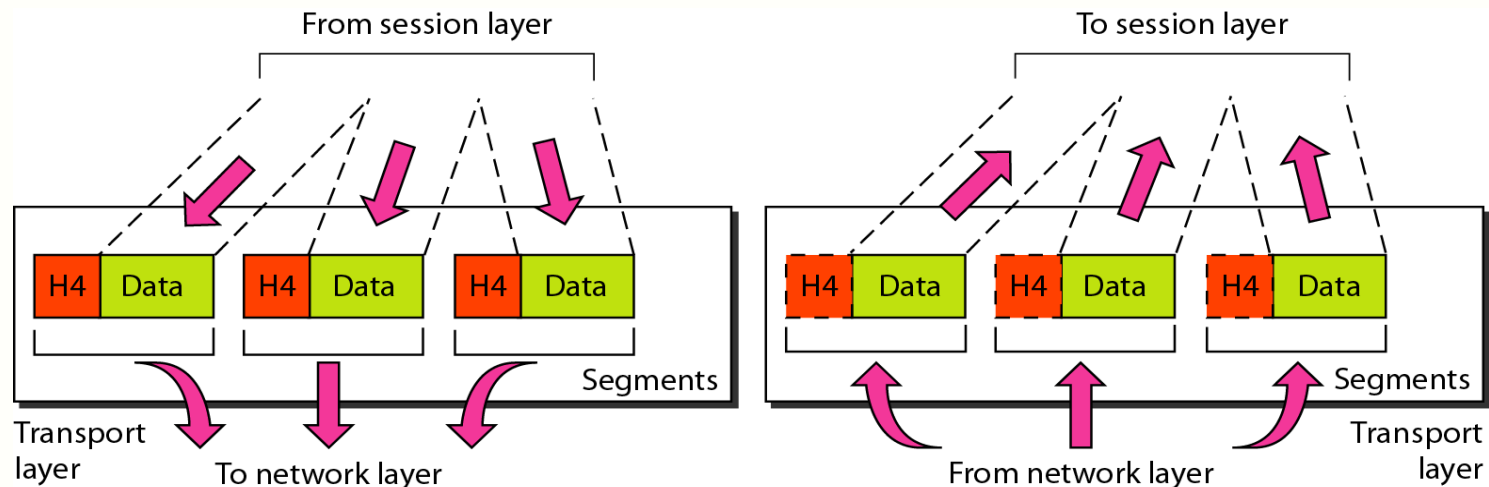 From session layer
H4 Data H4 Data H4 Data
Segments
Transport
layer
To network layer
To session layer
H4 Data H4 Data H4 Data
Segments
From network layer
Transport
layer